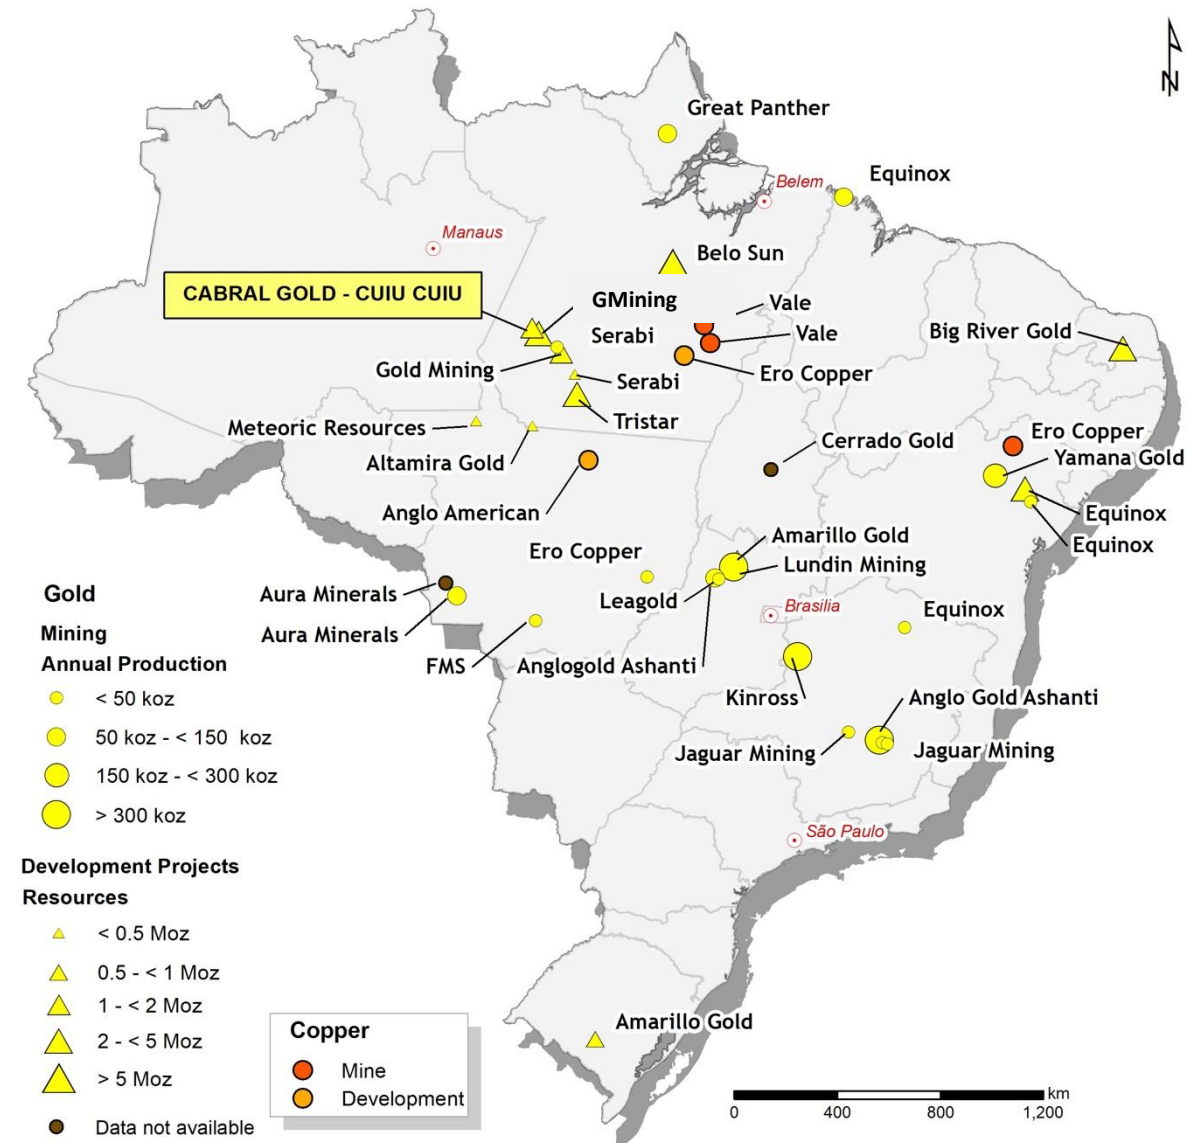 N
Great Panther
Equinox
Belem
Manaus
Belo Sun
CABRAL GOLD - CUIU CUIU
GMining
Vale
Serabi
Vale
Big River Gold
Gold Mining
Serabi
Ero Copper
Tristar
Meteoric Resources
Altamira Gold
Cerrado Gold
Ero Copper
Yamana Gold
Anglo American
Equinox
Equinox
Ero Copper
Amarillo Gold
Lundin Mining
Aura Minerals
Leagold
Brasilia
Equinox
Aura Minerals
FMS
Anglogold Ashanti
Kinross
Anglo Gold Ashanti
Jaguar Mining
Jaguar Mining
São Paulo
Amarillo Gold
Gold
Mining
Annual Production
< 50 koz
50 koz - < 150 koz
150 koz - < 300 koz
> 300 koz
Development Projects
Resources
< 0.5 Moz
0.5 - < 1 Moz
1 - < 2 Moz
2 - < 5 Moz
> 5 Moz
Data not available
Copper
Mine
Development
km
0 400 800 1,200